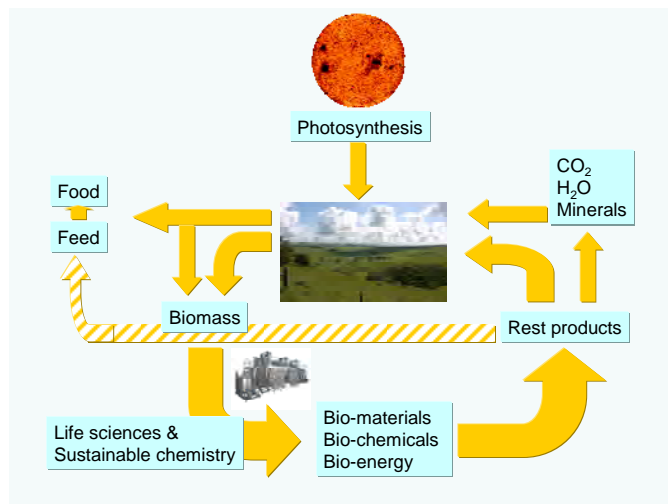 Photosynthesis
CO₂
H₂O
Minerals
Food
Feed
Biomass
Rest products
Life sciences &
Sustainable chemistry
Bio-materials
Bio-chemicals
Bio-energy